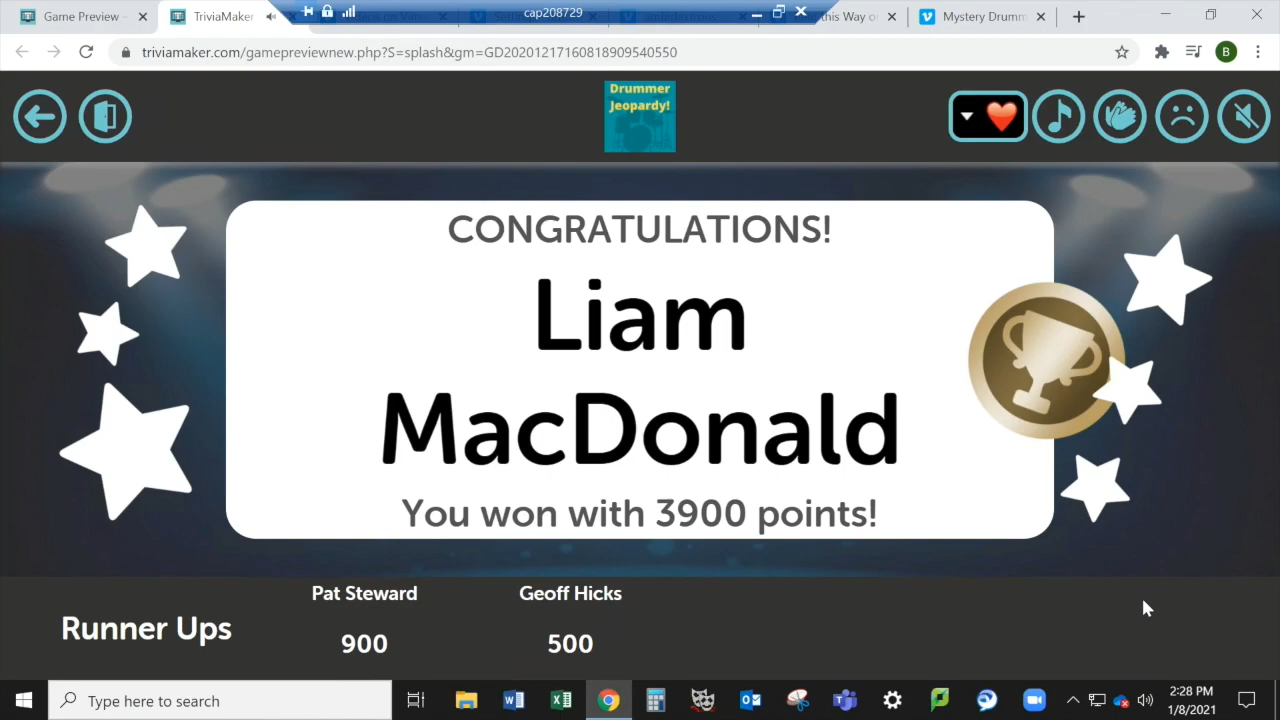 Game Preview
TriviaMaker
cap208729
Mystery Drumm
triviamaker.com/gamepreviewnew.php?S=splash&gm=GD20201217160818909540550
B
Drummer
Jeopardy!
CONGRATULATIONS!
Liam
MacDonald
You won with 3900 points!
Runner Ups
Pat Steward
900
Geoff Hicks
500
Type here to search
2:28 PM
1/8/2021